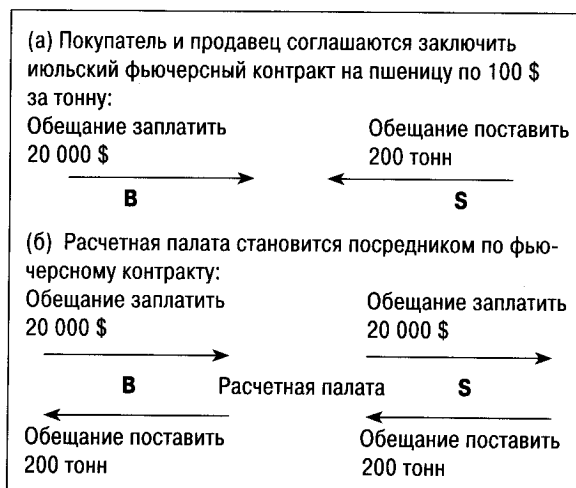 (а) Покупатель и продавец соглашаются заключить
июльский фьючерсный контракт на пшеницу по 100 $
за тонну:
Обещание заплатить Обещание поставить
20 000 $ 200 тонн
B S
(б) Расчетная палата становится посредником по фью-
черсному контракту:
Обещание заплатить Обещание заплатить
20 000 $ 20 000 $
B Расчетная палата S
Обещание поставить Обещание поставить
200 тонн 200 тонн